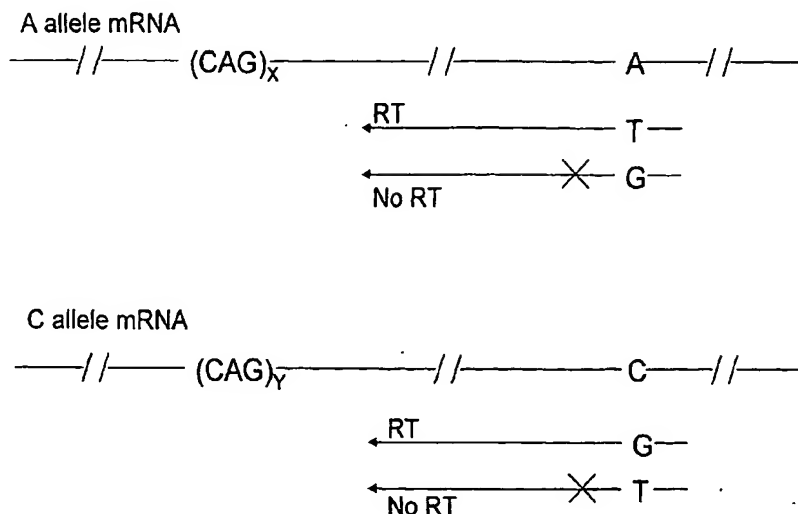 A allele mRNA
(CAG)X A
RT
T
G
No RT
C allele mRNA
(CAG)Y C
RT
G
T
No RT